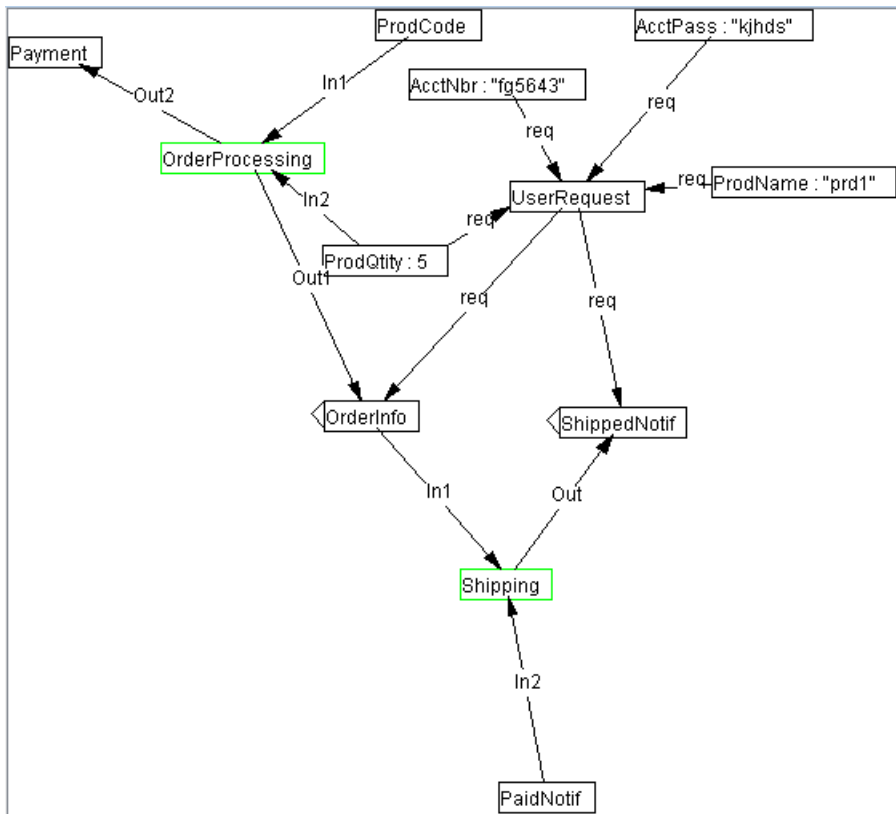 ProdCode
AcctPass : "kjhds"
Payment
In1
AcctNbr : "fg5643"
Out2
req
req
OrderProcessing
req
ProdName : "prd1"
In2
UserRequest
req
ProdQtity : 5
Out1
req
req
OrderInfo
ShippedNotif
In1
Out
Shipping
In2
PaidNotif